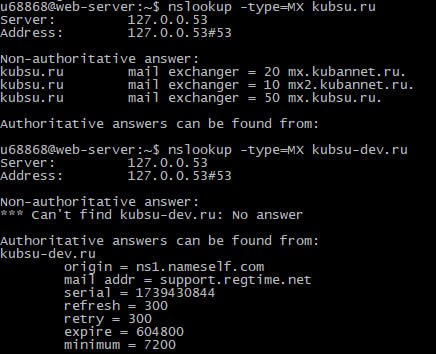 u68868@web-server:~$ nslookup -type=MX kubsu.ru
Server: 127.0.0.53
Address: 127.0.0.53#53
Non-authoritative answer:
kubsu.ru mail exchanger = 20 mx.kubannet.ru.
kubsu.ru mail exchanger = 10 mx2.kubannet.ru.
kubsu.ru mail exchanger = 50 mx.kubsu.ru.
Authoritative answers can be found from:
u68868@web-server:~$ nslookup -type=MX kubsu-dev.ru
Server: 127.0.0.53
Address: 127.0.0.53#53
Non-authoritative answer:
*** Can't find kubsu-dev.ru: No answer
Authoritative answers can be found from:
kubsu-dev.ru
origin = ns1.nameself.com
mail addr = support.regtime.net
serial = 1739430844
refresh = 300
retry = 300
expire = 604800
minimum = 7200